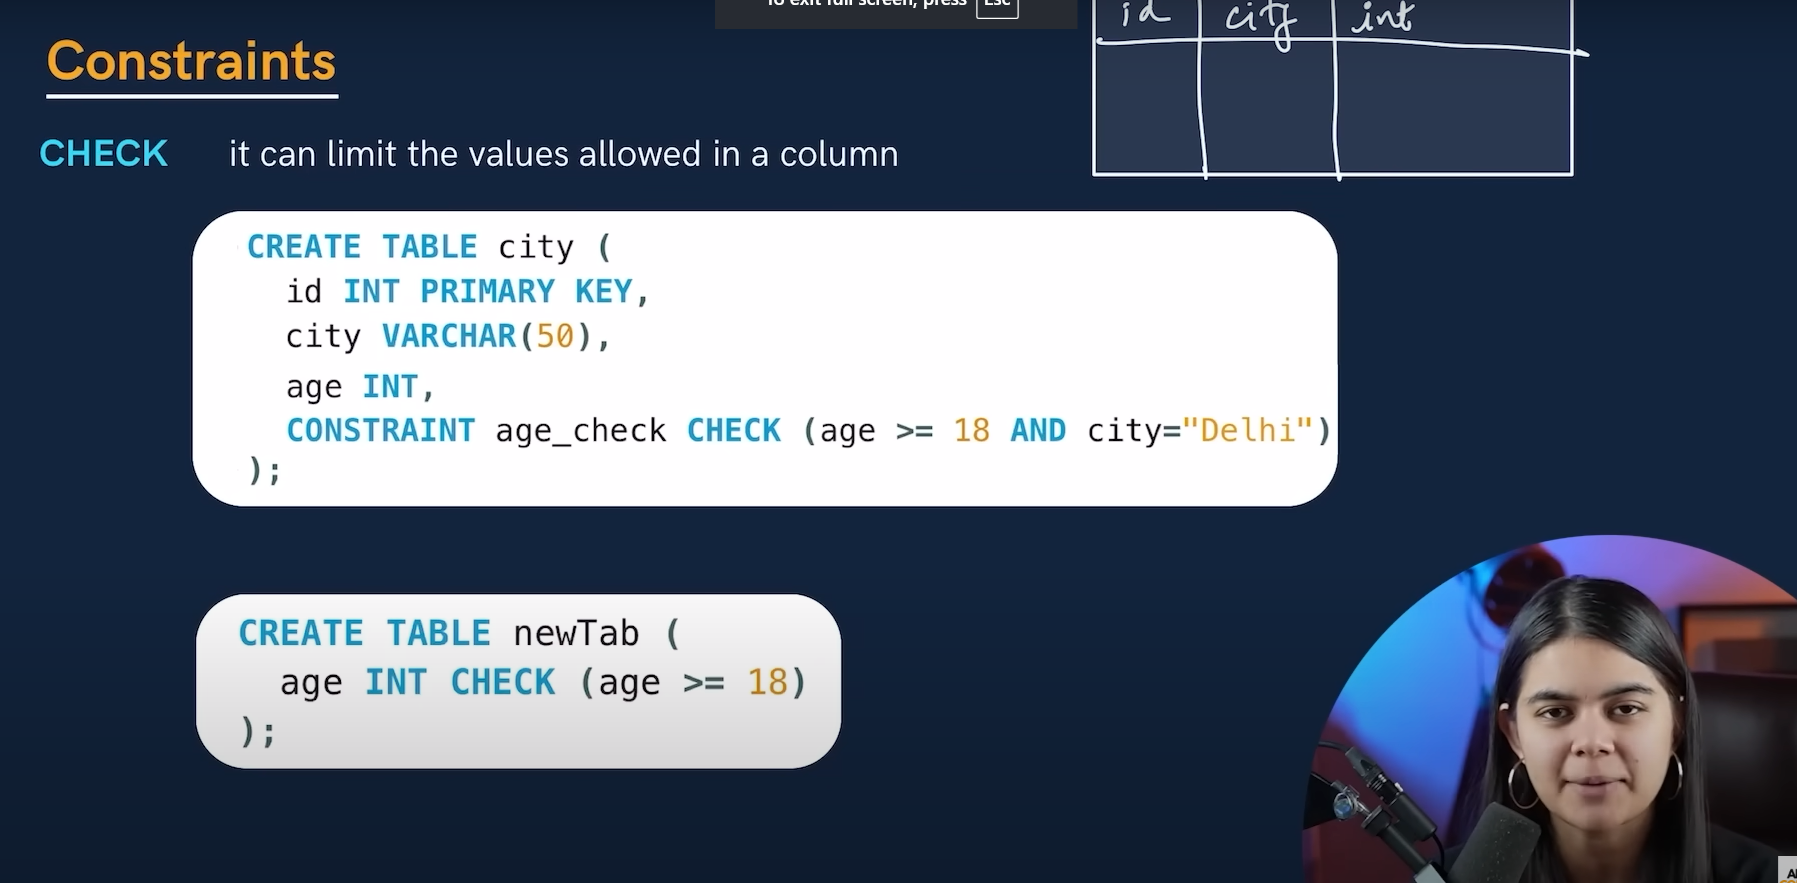 To exit full screen, press Esc
id city int
Constraints
CHECK it can limit the values allowed in a column
CREATE TABLE city (
id INT PRIMARY KEY,
city VARCHAR(50),
age INT,
CONSTRAINT age_check CHECK (age >= 18 AND city="Delhi")
);
CREATE TABLE newTab (
age INT CHECK (age >= 18)
);